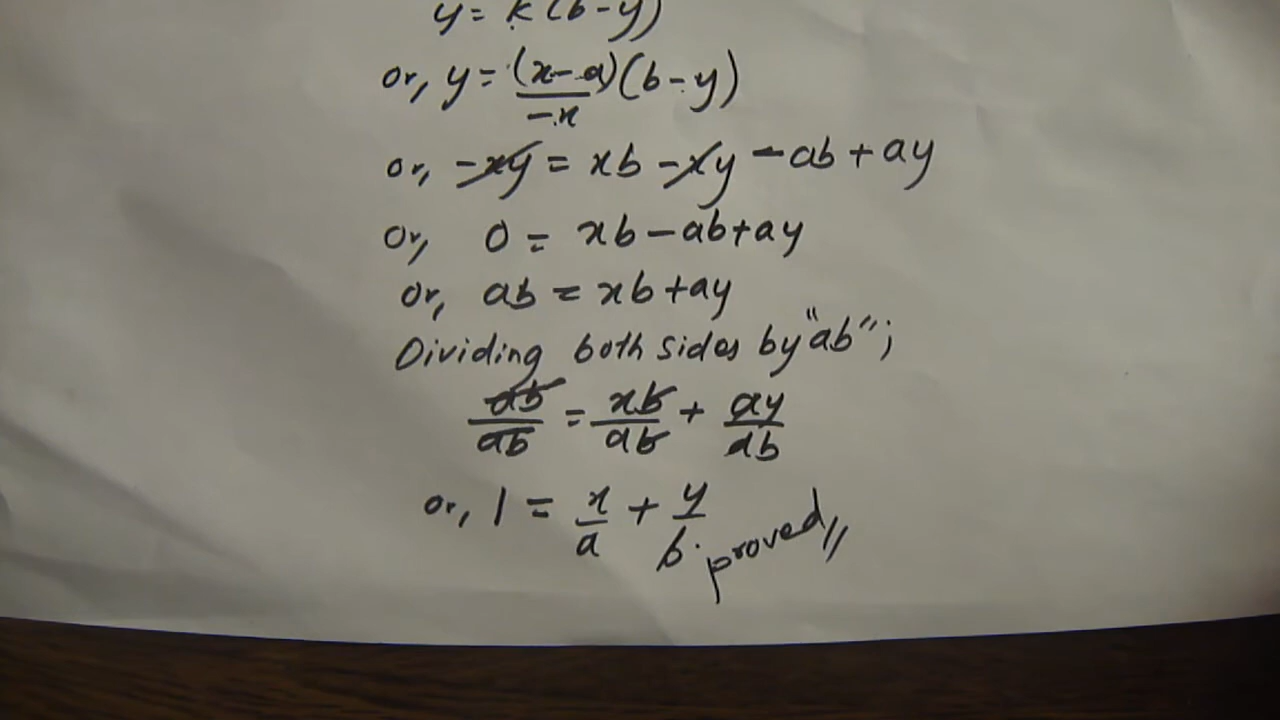 y = k (b - y)
or, y = (x - a)/-x (b - y)
or, -xy = xb - xy - ab + ay
or, 0 = xb - ab + ay
or, ab = xb + ay
Dividing both sides by "ab" ;
ab/ab = xb/ab + ay/ab
or, 1 = x/a + y/b . proved //